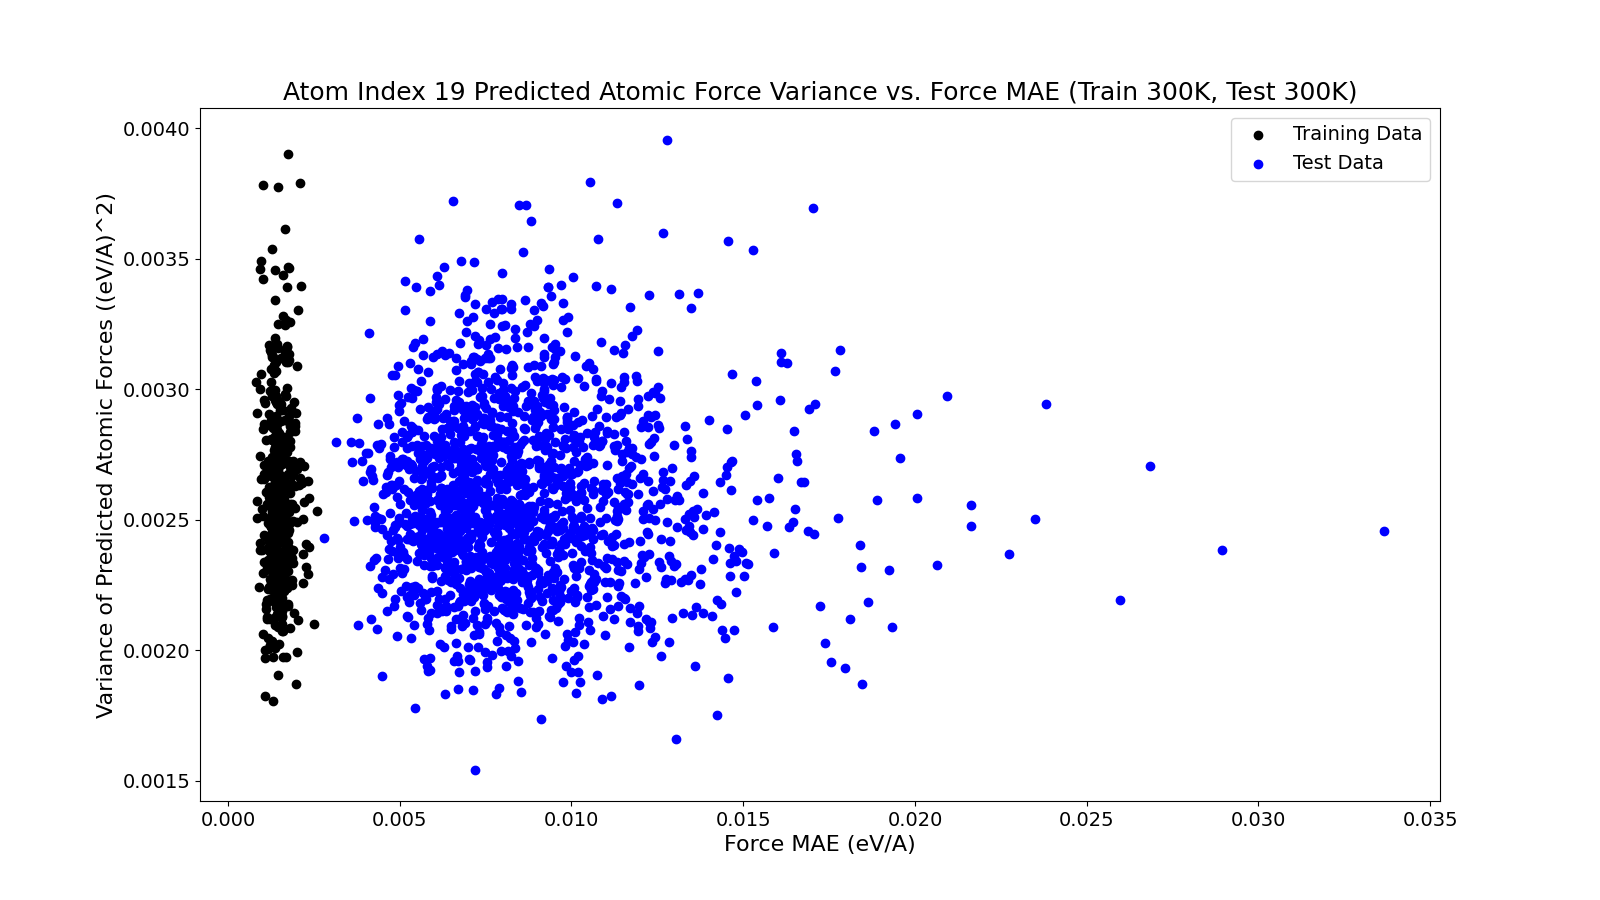 Atom Index 19 Predicted Atomic Force Variance vs. Force MAE (Train 300K, Test 300K)
Training Data
Test Data
Variance of Predicted Atomic Forces ((eV/A)^2)
0.0040
0.0035
0.0030
0.0025
0.0020
0.0015
0.000 0.005 0.010 0.015 0.020 0.025 0.030 0.035
Force MAE (eV/A)